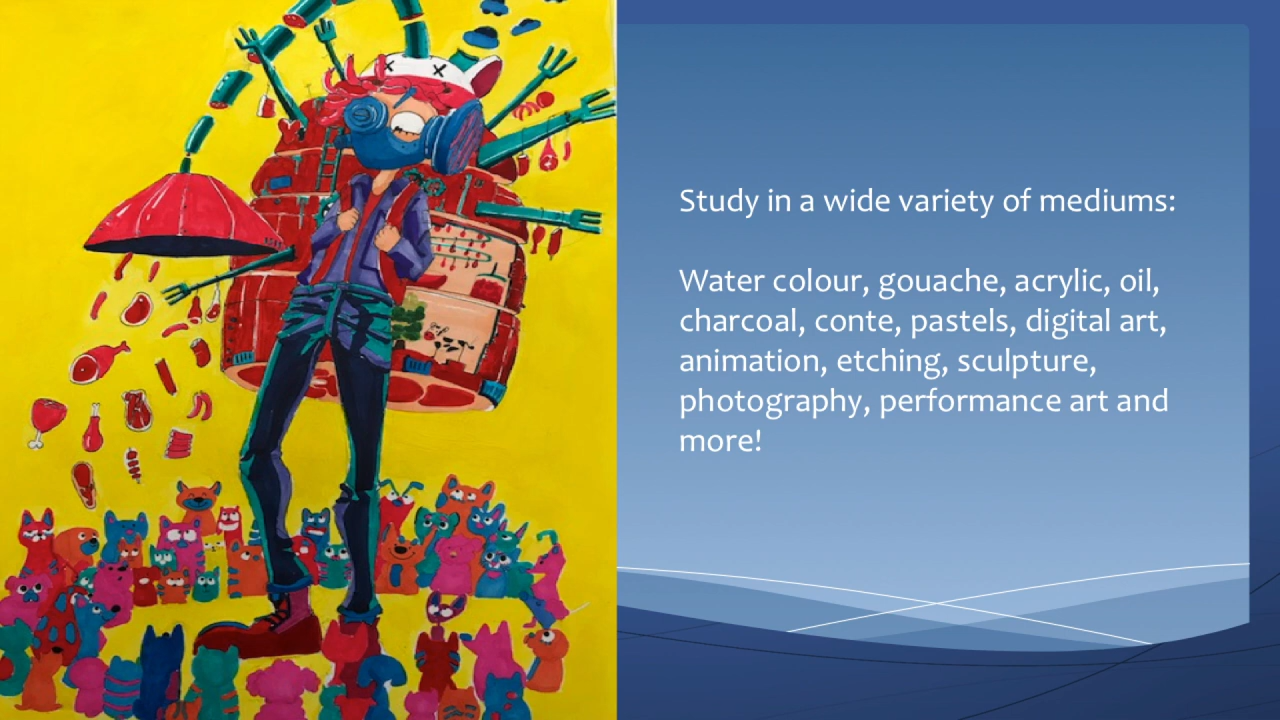 Study in a wide variety of mediums:
Water colour, gouache, acrylic, oil,
charcoal, conte, pastels, digital art,
animation, etching, sculpture,
photography, performance art and
more!